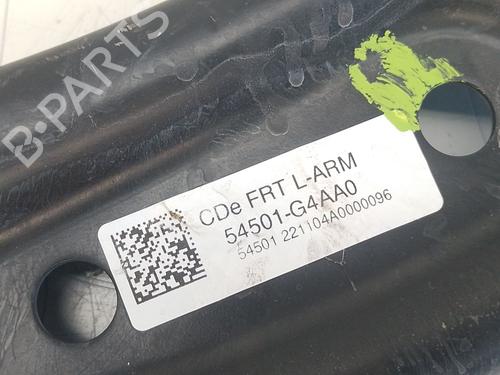 B-PARTS
CDe FRT L-ARM
54501-G4AA0
54501 221104A0000096